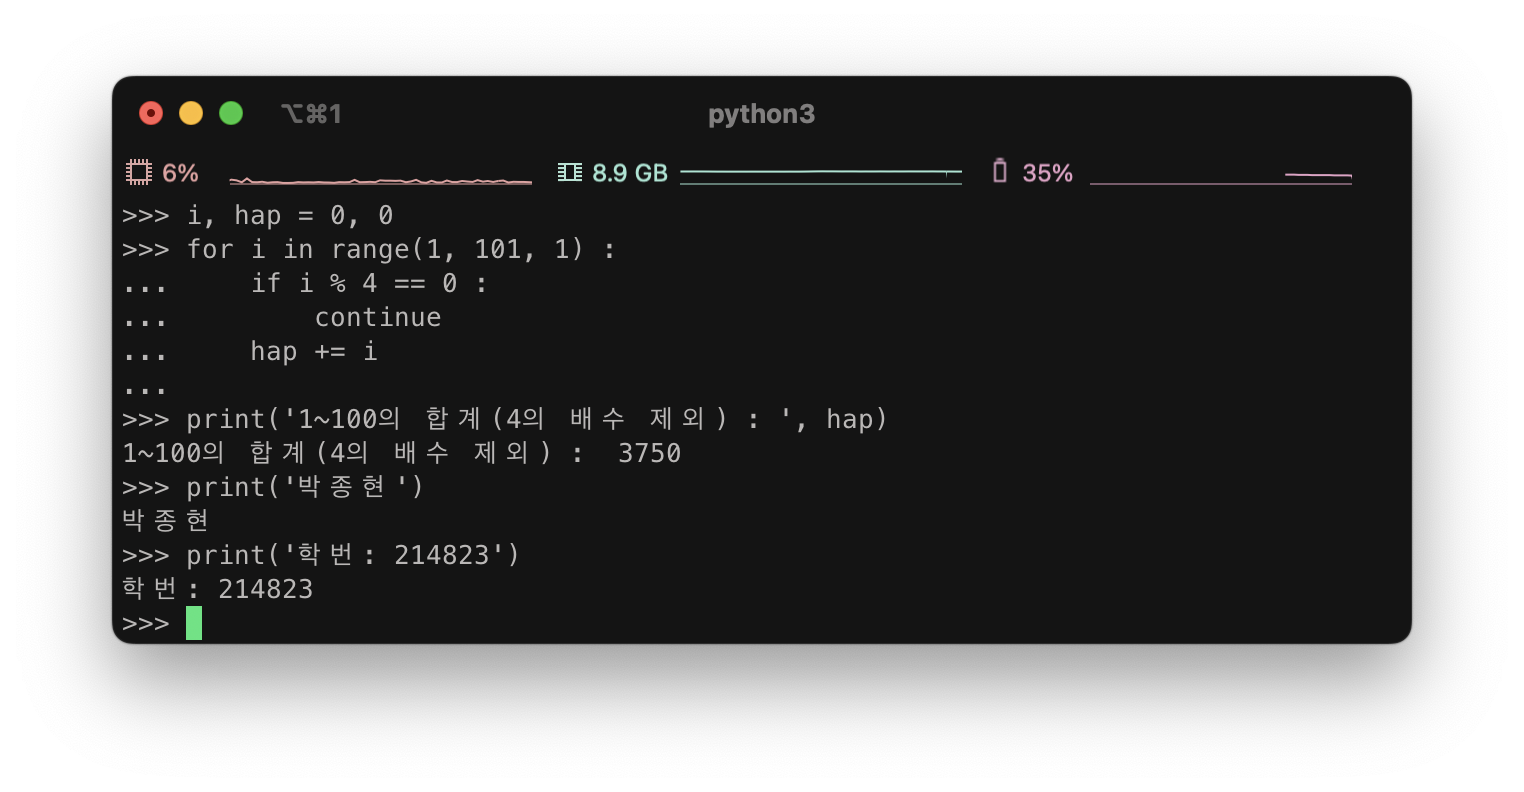 ⌥⌘1 python3
6% 8.9 GB 35%
>>> i, hap = 0, 0
>>> for i in range(1, 101, 1) :
...     if i % 4 == 0 :
...         continue
...     hap += i
...
>>> print('1~100의 합계(4의 배수 제외) : ', hap)
1~100의 합계(4의 배수 제외) :  3750
>>> print('박종현')
박종현
>>> print('학번: 214823')
학번: 214823
>>>